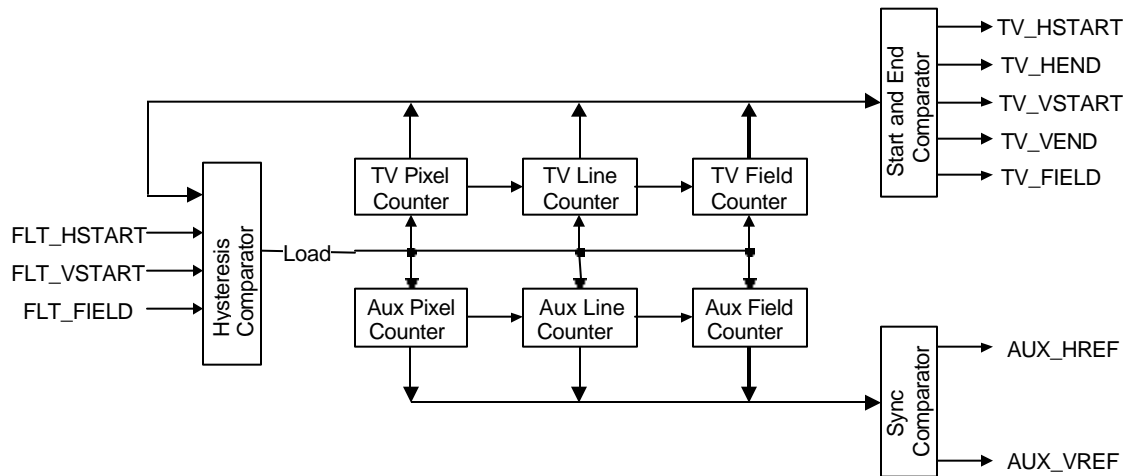 TV_HSTART
TV_HEND
TV_VSTART
TV_VEND
TV_FIELD
Start and End
Comparator
TV Pixel
Counter
TV Line
Counter
TV Field
Counter
FLT_HSTART
FLT_VSTART
FLT_FIELD
Hysteresis
Comparator
Load
Aux Pixel
Counter
Aux Line
Counter
Aux Field
Counter
Sync
Comparator
AUX_HREF
AUX_VREF